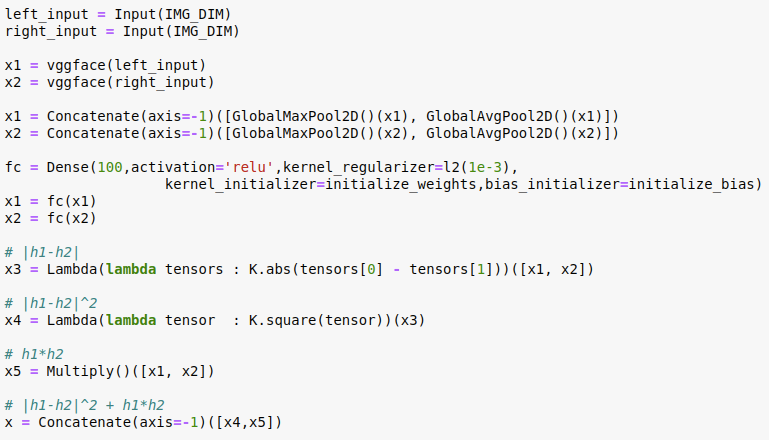 left_input = Input(IMG_DIM)
right_input = Input(IMG_DIM)

x1 = vggface(left_input)
x2 = vggface(right_input)

x1 = Concatenate(axis=-1)([GlobalMaxPool2D()(x1), GlobalAvgPool2D()(x1)])
x2 = Concatenate(axis=-1)([GlobalMaxPool2D()(x2), GlobalAvgPool2D()(x2)])

fc = Dense(100,activation='relu',kernel_regularizer=l2(1e-3),
                   kernel_initializer=initialize_weights,bias_initializer=initialize_bias)
x1 = fc(x1)
x2 = fc(x2)

# |h1-h2|
x3 = Lambda(lambda tensors : K.abs(tensors[0] - tensors[1]))([x1, x2])

# |h1-h2|^2
x4 = Lambda(lambda tensor  : K.square(tensor))(x3)

# h1*h2
x5 = Multiply()([x1, x2])

# |h1-h2|^2 + h1*h2
x = Concatenate(axis=-1)([x4,x5])